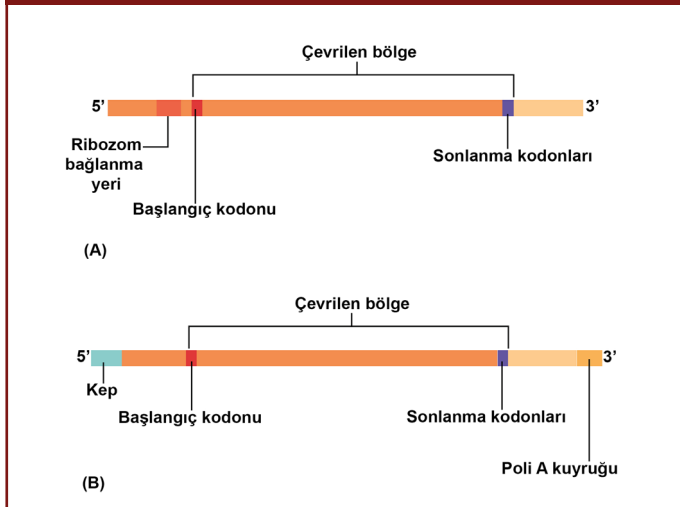 Çevrilen bölge
5’ 3’
Ribozom
bağlanma
yeri
Sonlanma kodonları
Başlangıç kodonu
(A)
Çevrilen bölge
5’ 3’
Kep
Başlangıç kodonu
Sonlanma kodonları
Poli A kuyruğu
(B)